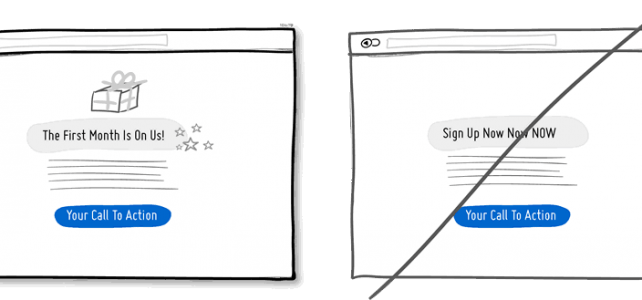 The First Month Is On Us!
Your Call To Action
Sign Up Now Now NOW
Your Call To Action